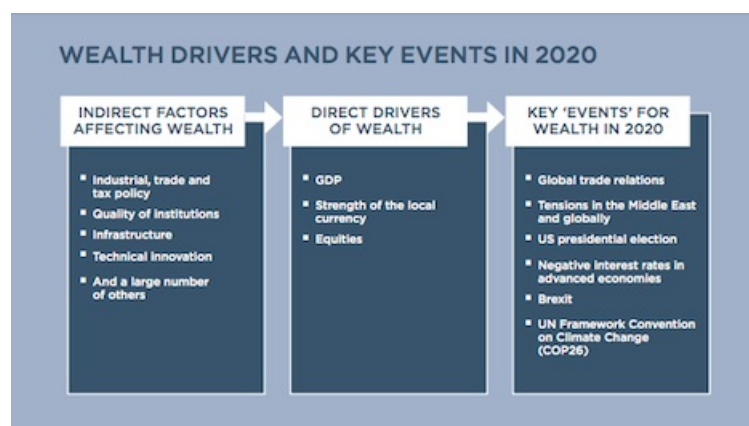 WEALTH DRIVERS AND KEY EVENTS IN 2020
INDIRECT FACTORS
AFFECTING WEALTH
▪ Industrial, trade and
tax policy
▪ Quality of institutions
▪ Infrastructure
▪ Technical innovation
▪ And a large number
of others
DIRECT DRIVERS
OF WEALTH
▪ GDP
▪ Strength of the local
currency
▪ Equities
KEY ‘EVENTS’ FOR
WEALTH IN 2020
▪ Global trade relations
▪ Tensions in the Middle East
and globally
▪ US presidential election
▪ Negative interest rates in
advanced economies
▪ Brexit
▪ UN Framework Convention
on Climate Change
(COP26)